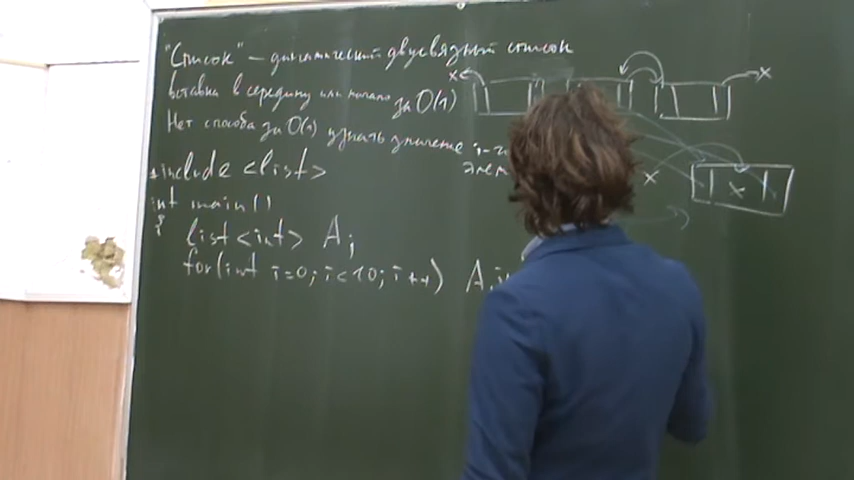 "Список" – динамический двусвязный список
вставка в середину или начало за O(1)
Нет способа за O(1) узнать значение i-го
элем
#include <list>
int main()
{
list<int> A;
for(int i=0; i<10; i++) A.in